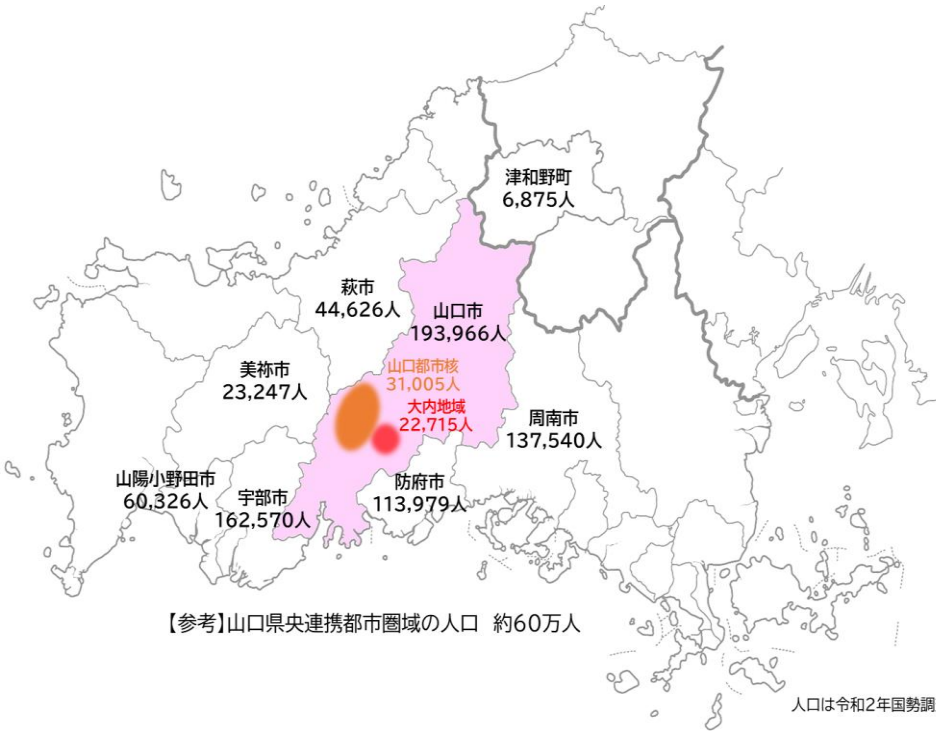 津和野町
6,875人
萩市
44,626人
山口市
193,966人
山口都市核
31,005人
美祢市
23,247人
大内地域
22,715人
周南市
137,540人
山陽小野田市
60,326人
宇部市
162,570人
防府市
113,979人
【参考】山口県央連携都市圏域の人口 約60万人
人口は令和2年国勢調